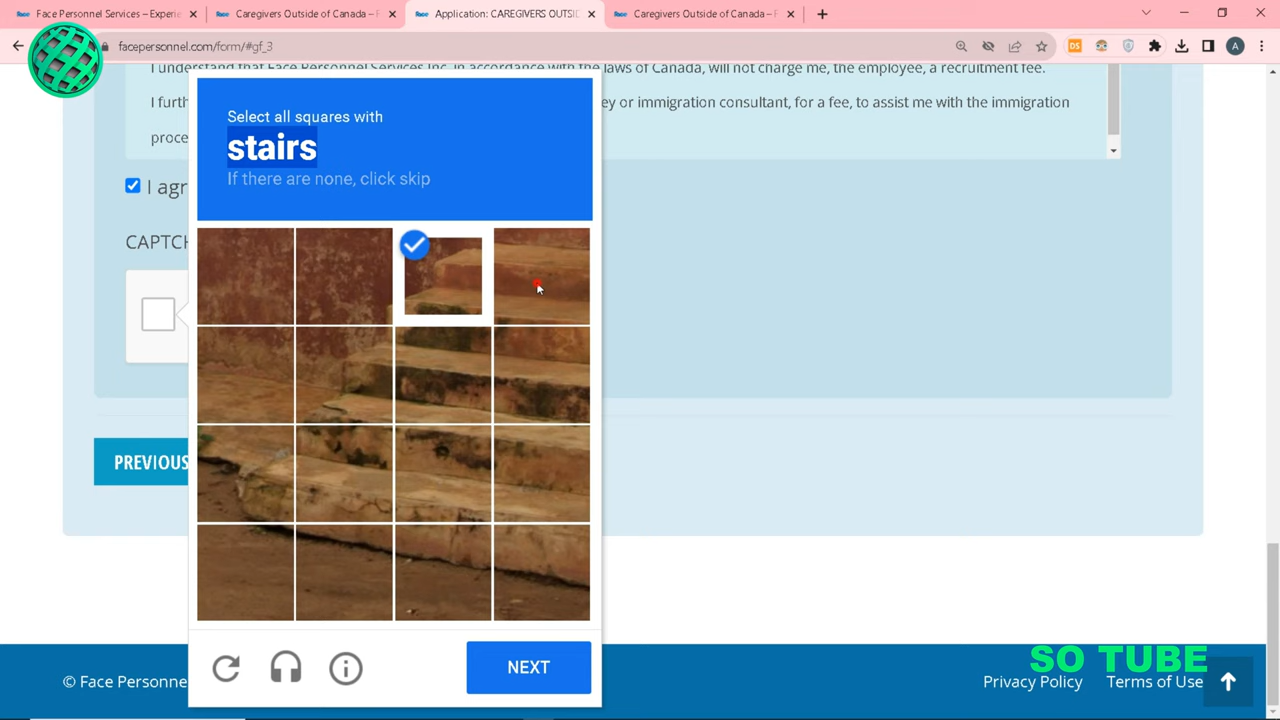 Face Personnel Services – Experie
Caregivers Outside of Canada – F
Application: CAREGIVERS OUTSID
Caregivers Outside of Canada – F
facepersonnel.com/form/#gf_3
DS
A
I understand that Face Personnel Services Inc. in accordance with the laws of Canada, will not charge me, the employee, a recruitment fee.
I furth
ey or immigration consultant, for a fee, to assist me with the immigration
proce
Select all squares with
stairs
If there are none, click skip
I agr
CAPTCH
PREVIOUS
NEXT
SO TUBE
© Face Personne
Privacy Policy
Terms of Use